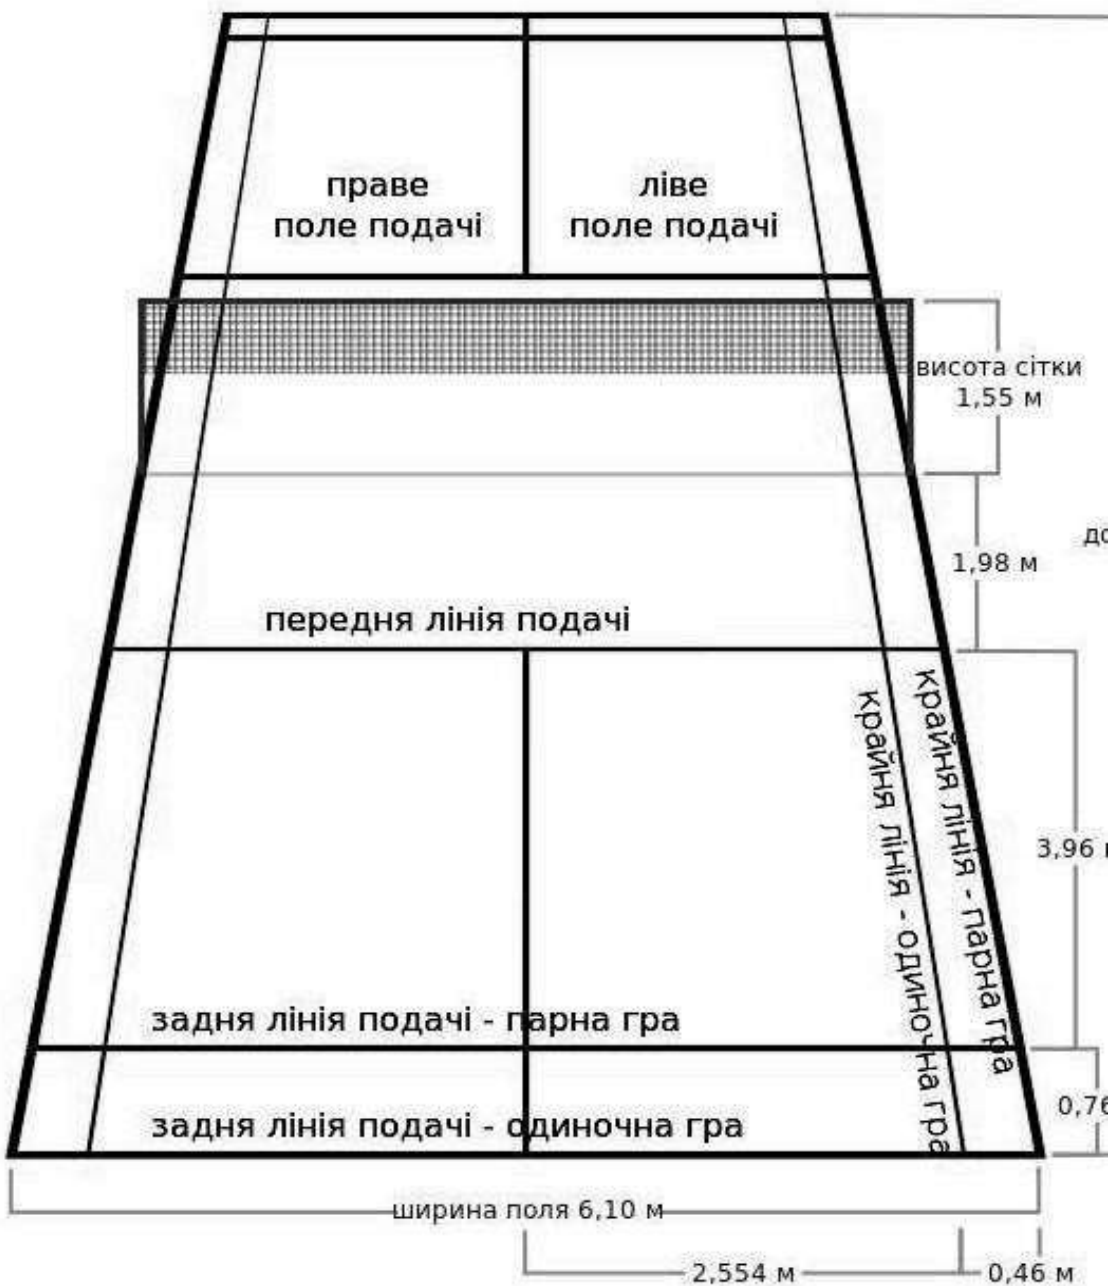 праве
поле подачі
ліве
поле подачі
висота сітки
1,55 м
1,98 м
передня лінія подачі
крайня лінія - одиночна гра
крайня лінія - парна гра
3,96
задня лінія подачі - парна гра
0,76
задня лінія подачі - одиночна гра
ширина поля 6,10 м
2,554 м
0,46 м